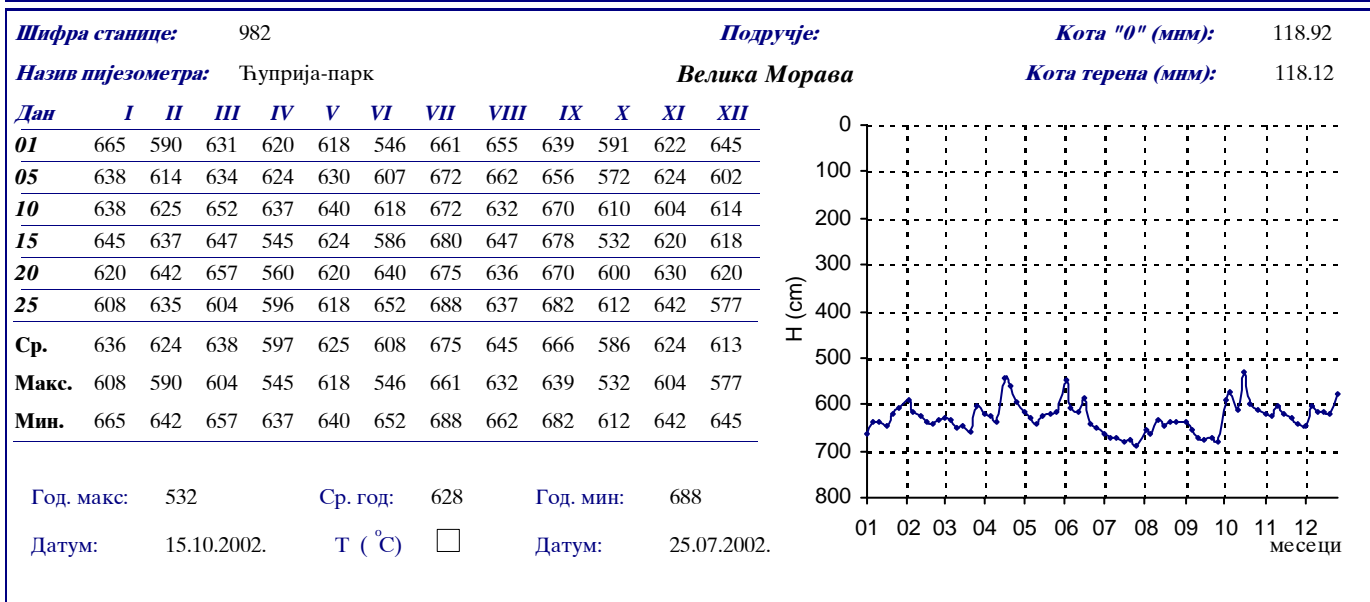 Шифра станице: 982 Подручје: Кота "0" (мнм): 118.92
Назив пијезометра: Ћуприја-парк Велика Морава Кота терена (мнм): 118.12
Дан I II III IV V VI VII VIII IX X XI XII
01 665 590 631 620 618 546 661 655 639 591 622 645
05 638 614 634 624 630 607 672 662 656 572 624 602
10 638 625 652 637 640 618 672 632 670 610 604 614
15 645 637 647 545 624 586 680 647 678 532 620 618
20 620 642 657 560 620 640 675 636 670 600 630 620
25 608 635 604 596 618 652 688 637 682 612 642 577
Ср. 636 624 638 597 625 608 675 645 666 586 624 613
Макс. 608 590 604 545 618 546 661 632 639 532 604 577
Мин. 665 642 657 637 640 652 688 662 682 612 642 645
Год. макс: 532 Ср. год: 628 Год. мин: 688
Датум: 15.10.2002. Т ( °C) Датум: 25.07.2002.
0
100
200
300
400
500
600
700
800
H (cm)
01 02 03 04 05 06 07 08 09 10 11 12
месеци